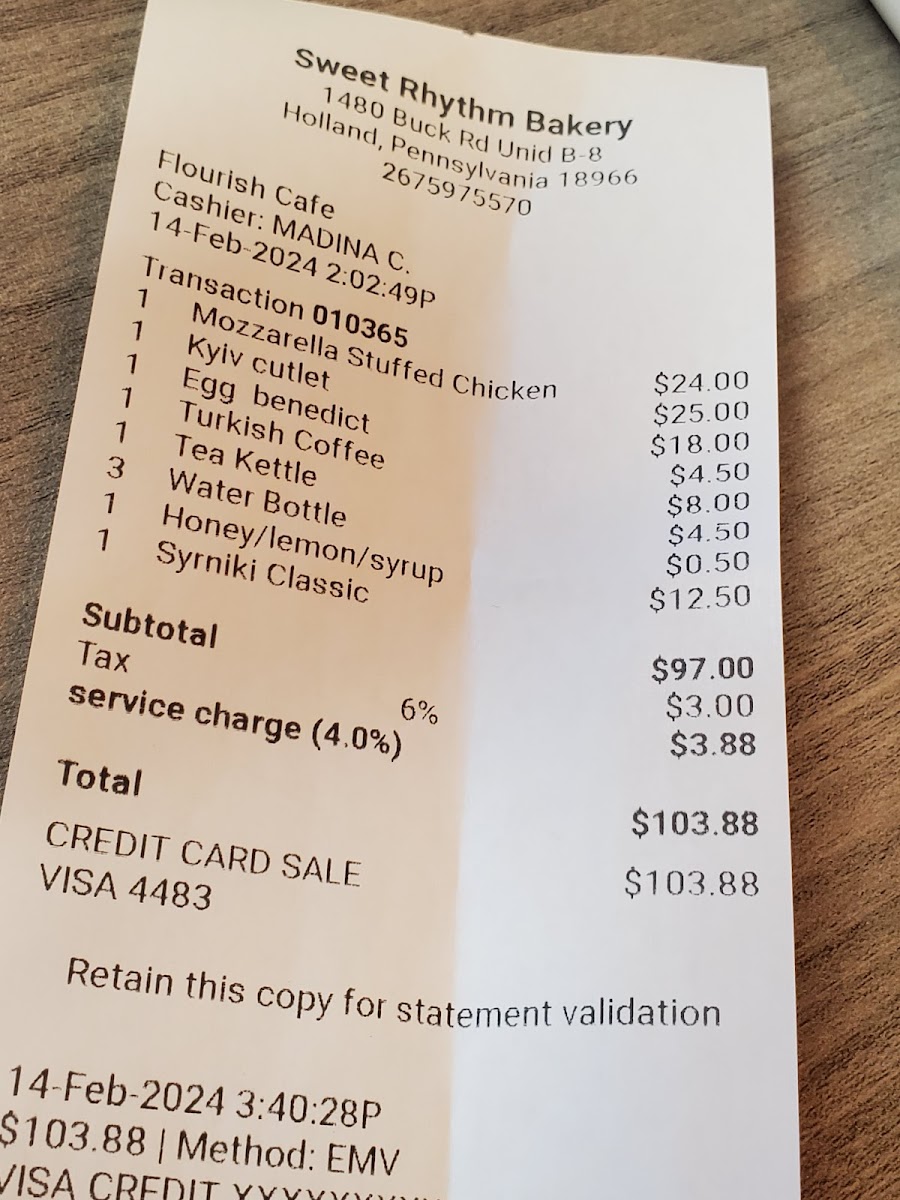 Sweet Rhythm Bakery
1480 Buck Rd Unid B-8
Holland, Pennsylvania 18966
2675975570
Flourish Cafe
Cashier: MADINA C.
14-Feb-2024 2:02:49P
Transaction 010365
1 Mozzarella Stuffed Chicken $24.00
1 Kyiv cutlet $25.00
1 Egg benedict $18.00
1 Turkish Coffee $4.50
1 Tea Kettle $8.00
3 Water Bottle $4.50
1 Honey/lemon/syrup $0.50
1 Syrniki Classic $12.50
Subtotal $97.00
Tax 6% $3.00
service charge (4.0%) $3.88
Total $103.88
CREDIT CARD SALE $103.88
VISA 4483
Retain this copy for statement validation
14-Feb-2024 3:40:28P
$103.88 | Method: EMV
VISA CREDIT